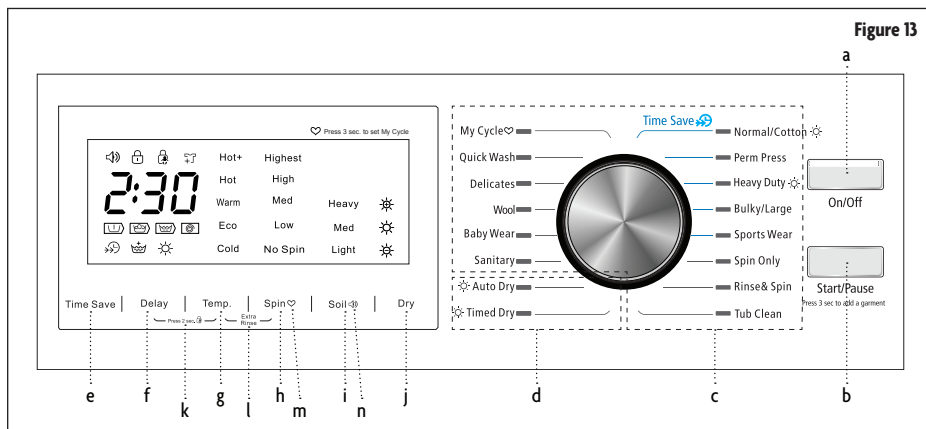 Figure 13
a
♡ Press 3 sec. to set My Cycle
2:30
Hot+ Highest
Hot High
Warm Med Heavy
Eco Low Med
Cold No Spin Light
Time Save Delay Temp. Spin♡ Soil Dry
Press 2 sec.
Extra
Rinse
Time Save
My Cycle♡
Quick Wash
Delicates
Wool
Baby Wear
Sanitary
Auto Dry
Timed Dry
Normal/Cotton
Perm Press
Heavy Duty
Bulky/Large
Sports Wear
Spin Only
Rinse& Spin
Tub Clean
On/Off
Start/Pause
Press 3 sec to add a garment
e f k g l h m i n j d c b